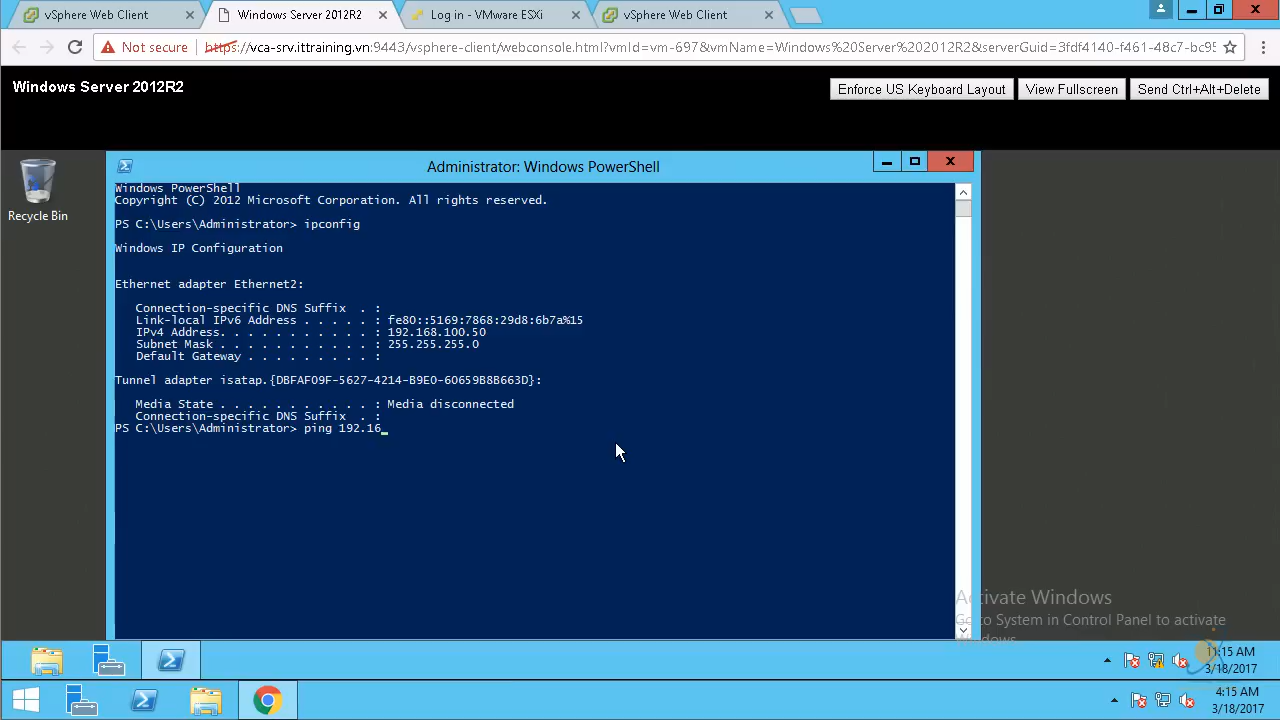 vSphere Web Client
Windows Server 2012R2
Log in - VMware ESXi
vSphere Web Client
Not secure
https://vca-srv.ittraining.vn:9443/vsphere-client/webconsole.html?vmId=vm-697&vmName=Windows%20Server%202012R2&serverGuid=3fdf4140-f461-48c7-bc95
Windows Server 2012R2
Enforce US Keyboard Layout
View Fullscreen
Send Ctrl+Alt+Delete
Recycle Bin
Administrator: Windows PowerShell
Windows PowerShell
Copyright (C) 2012 Microsoft Corporation. All rights reserved.
PS C:\Users\Administrator> ipconfig
Windows IP Configuration
Ethernet adapter Ethernet2:
Connection-specific DNS Suffix . :
Link-local IPv6 Address . . . . . : fe80::5169:7868:29d8:6b7a%15
IPv4 Address. . . . . . . . . . . : 192.168.100.50
Subnet Mask . . . . . . . . . . . : 255.255.255.0
Default Gateway . . . . . . . . . :
Tunnel adapter isatap.{DBFAF09F-5627-4214-B9E0-60659B8B663D}:
Media State . . . . . . . . . . . : Media disconnected
Connection-specific DNS Suffix . :
PS C:\Users\Administrator> ping 192.16_
Activate Windows
Go to System in Control Panel to activate
Windows.
11:15 AM
3/18/2017
4:15 AM
3/18/2017